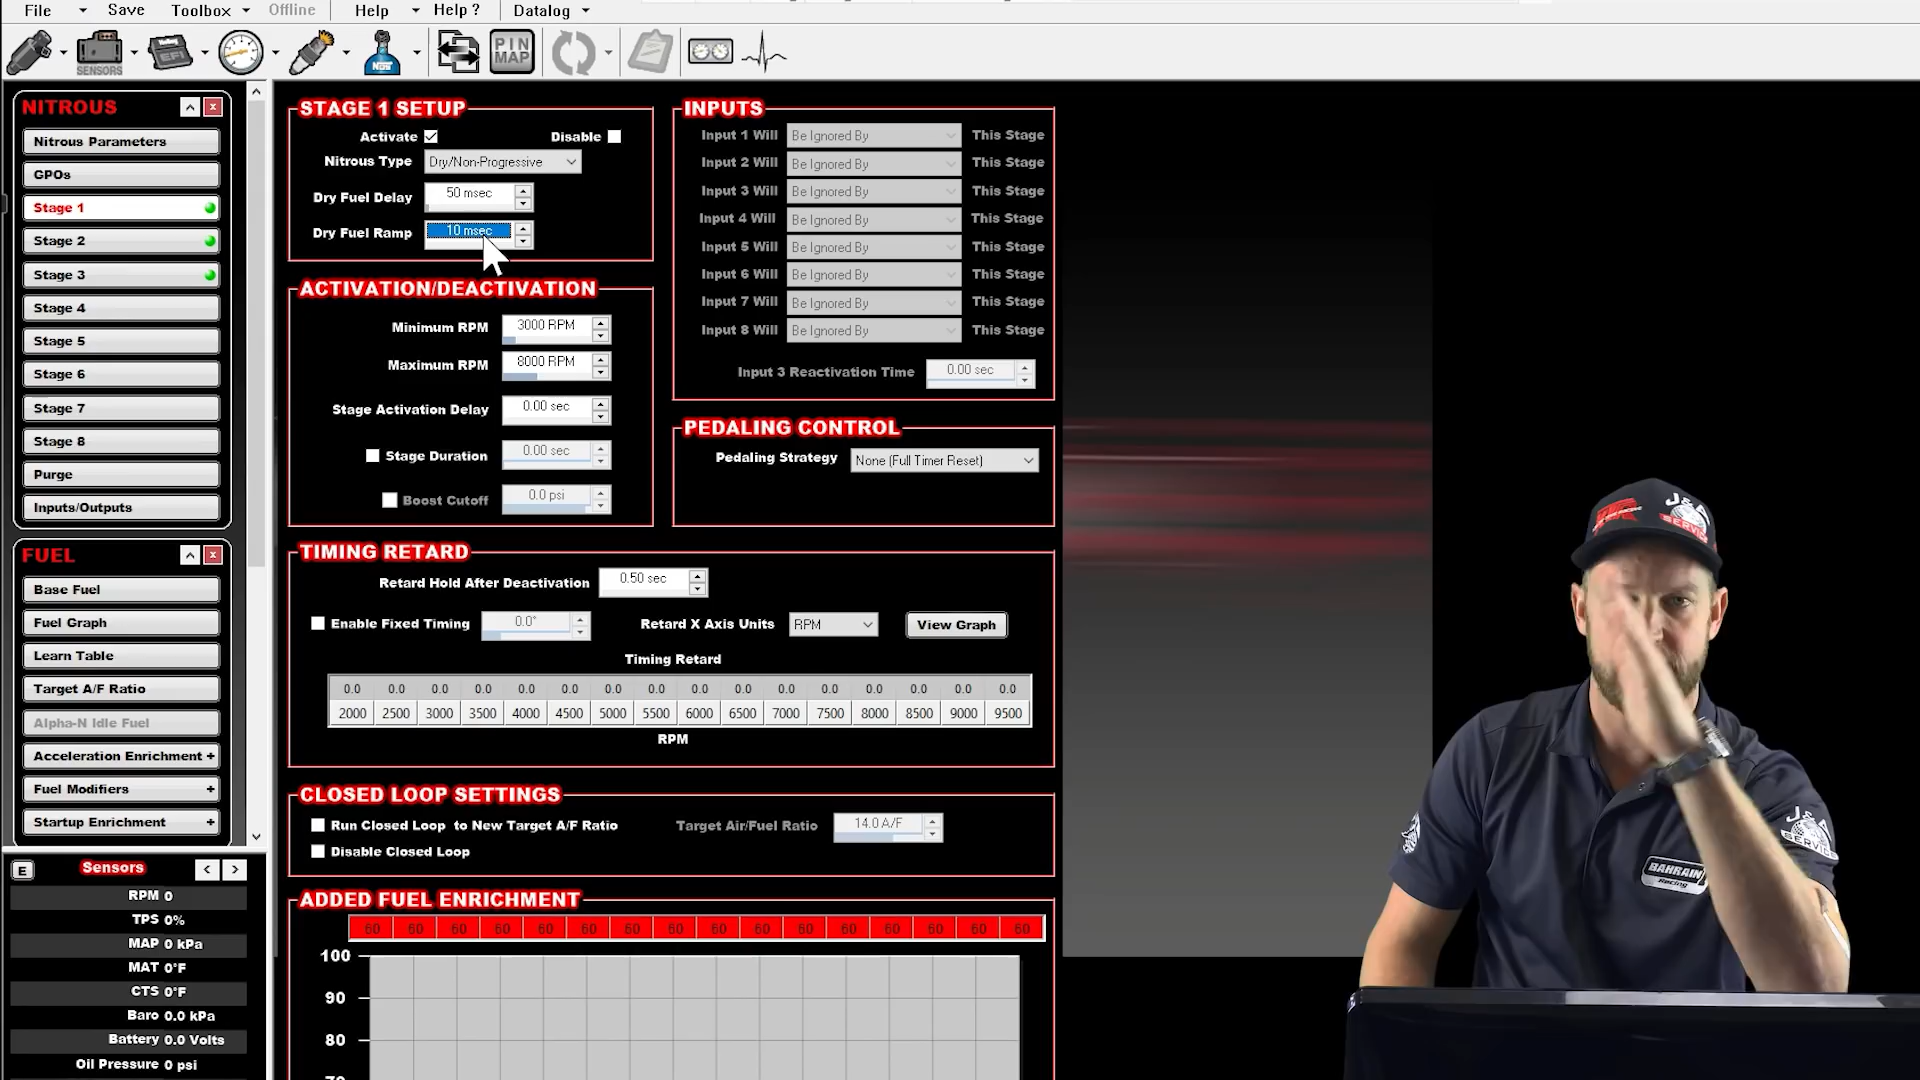 File Save Toolbox Offline Help Help ? Datalog
SENSORS EFI NOS PIN MAP
NITROUS
Nitrous Parameters
GPOs
Stage 1
Stage 2
Stage 3
Stage 4
Stage 5
Stage 6
Stage 7
Stage 8
Purge
Inputs/Outputs
FUEL
Base Fuel
Fuel Graph
Learn Table
Target A/F Ratio
Alpha-N Idle Fuel
Acceleration Enrichment +
Fuel Modifiers +
Startup Enrichment +
E Sensors < >
RPM 0
TPS 0%
MAP 0 kPa
MAT 0°F
CTS 0°F
Baro 0.0 kPa
Battery 0.0 Volts
Oil Pressure 0 psi
STAGE 1 SETUP
Activate Disable
Nitrous Type Dry/Non-Progressive
Dry Fuel Delay 50 msec
Dry Fuel Ramp 10 msec
ACTIVATION/DEACTIVATION
Minimum RPM 3000 RPM
Maximum RPM 8000 RPM
Stage Activation Delay 0.00 sec
Stage Duration 0.00 sec
Boost Cutoff 0.0 psi
INPUTS
Input 1 Will Be Ignored By This Stage
Input 2 Will Be Ignored By This Stage
Input 3 Will Be Ignored By This Stage
Input 4 Will Be Ignored By This Stage
Input 5 Will Be Ignored By This Stage
Input 6 Will Be Ignored By This Stage
Input 7 Will Be Ignored By This Stage
Input 8 Will Be Ignored By This Stage
Input 3 Reactivation Time 0.00 sec
PEDALING CONTROL
Pedaling Strategy None (Full Timer Reset)
TIMING RETARD
Retard Hold After Deactivation 0.50 sec
Enable Fixed Timing 0.0° Retard X Axis Units RPM View Graph
Timing Retard
0.0 0.0 0.0 0.0 0.0 0.0 0.0 0.0 0.0 0.0 0.0 0.0 0.0 0.0 0.0 0.0
2000 2500 3000 3500 4000 4500 5000 5500 6000 6500 7000 7500 8000 8500 9000 9500
RPM
CLOSED LOOP SETTINGS
Run Closed Loop to New Target A/F Ratio Target Air/Fuel Ratio 14.0 A/F
Disable Closed Loop
ADDED FUEL ENRICHMENT
60 60 60 60 60 60 60 60 60 60 60 60 60 60 60 60
100
90
80
J&A
SERVICE
J&A
SERVICE
BAHRAIN
Racing